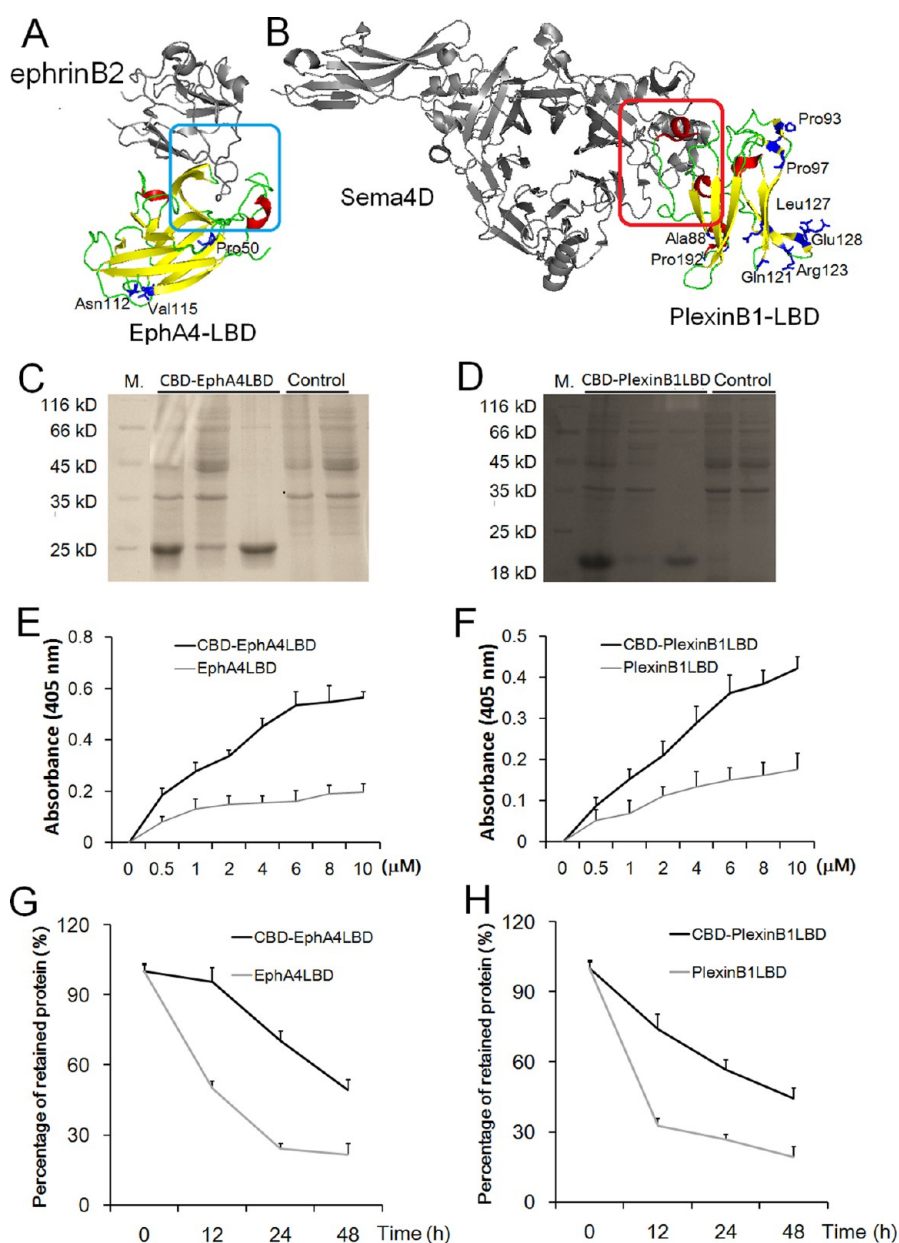 A
B
ephrinB2
Pro93
Pro97
Sema4D
Leu127
Ala88
Glu128
Pro50
Pro192
Gln121
Arg123
Asn112
Val115
EphA4-LBD
PlexinB1-LBD
C
M. CBD-EphA4LBD Control
116 kD
66 kD
45 kD
35 kD
25 kD
D
M. CBD-PlexinB1LBD Control
116 kD
66 kD
45 kD
35 kD
25 kD
18 kD
E
Absorbance (405 nm)
0.8
0.6
0.4
0.2
0
CBD-EphA4LBD
EphA4LBD
0 0.5 1 2 4 6 8 10 (μM)
F
Absorbance (405 nm)
0.5
0.4
0.3
0.2
0.1
0
CBD-PlexinB1LBD
PlexinB1LBD
0 0.5 1 2 4 6 8 10 (μM)
G
Percentage of retained protein (%)
120
90
60
30
0
CBD-EphA4LBD
EphA4LBD
0 12 24 48 Time (h)
H
Percentage of retained protein (%)
120
90
60
30
0
CBD-PlexinB1LBD
PlexinB1LBD
0 12 24 48 Time (h)